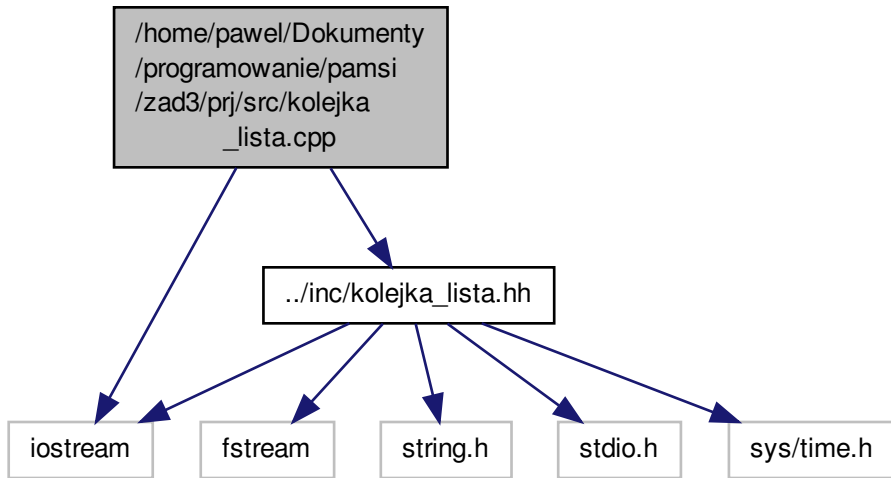 /home/pawel/Dokumenty
/programowanie/pamsi
/zad3/prj/src/kolejka
_lista.cpp
../inc/kolejka_lista.hh
iostream
fstream
string.h
stdio.h
sys/time.h